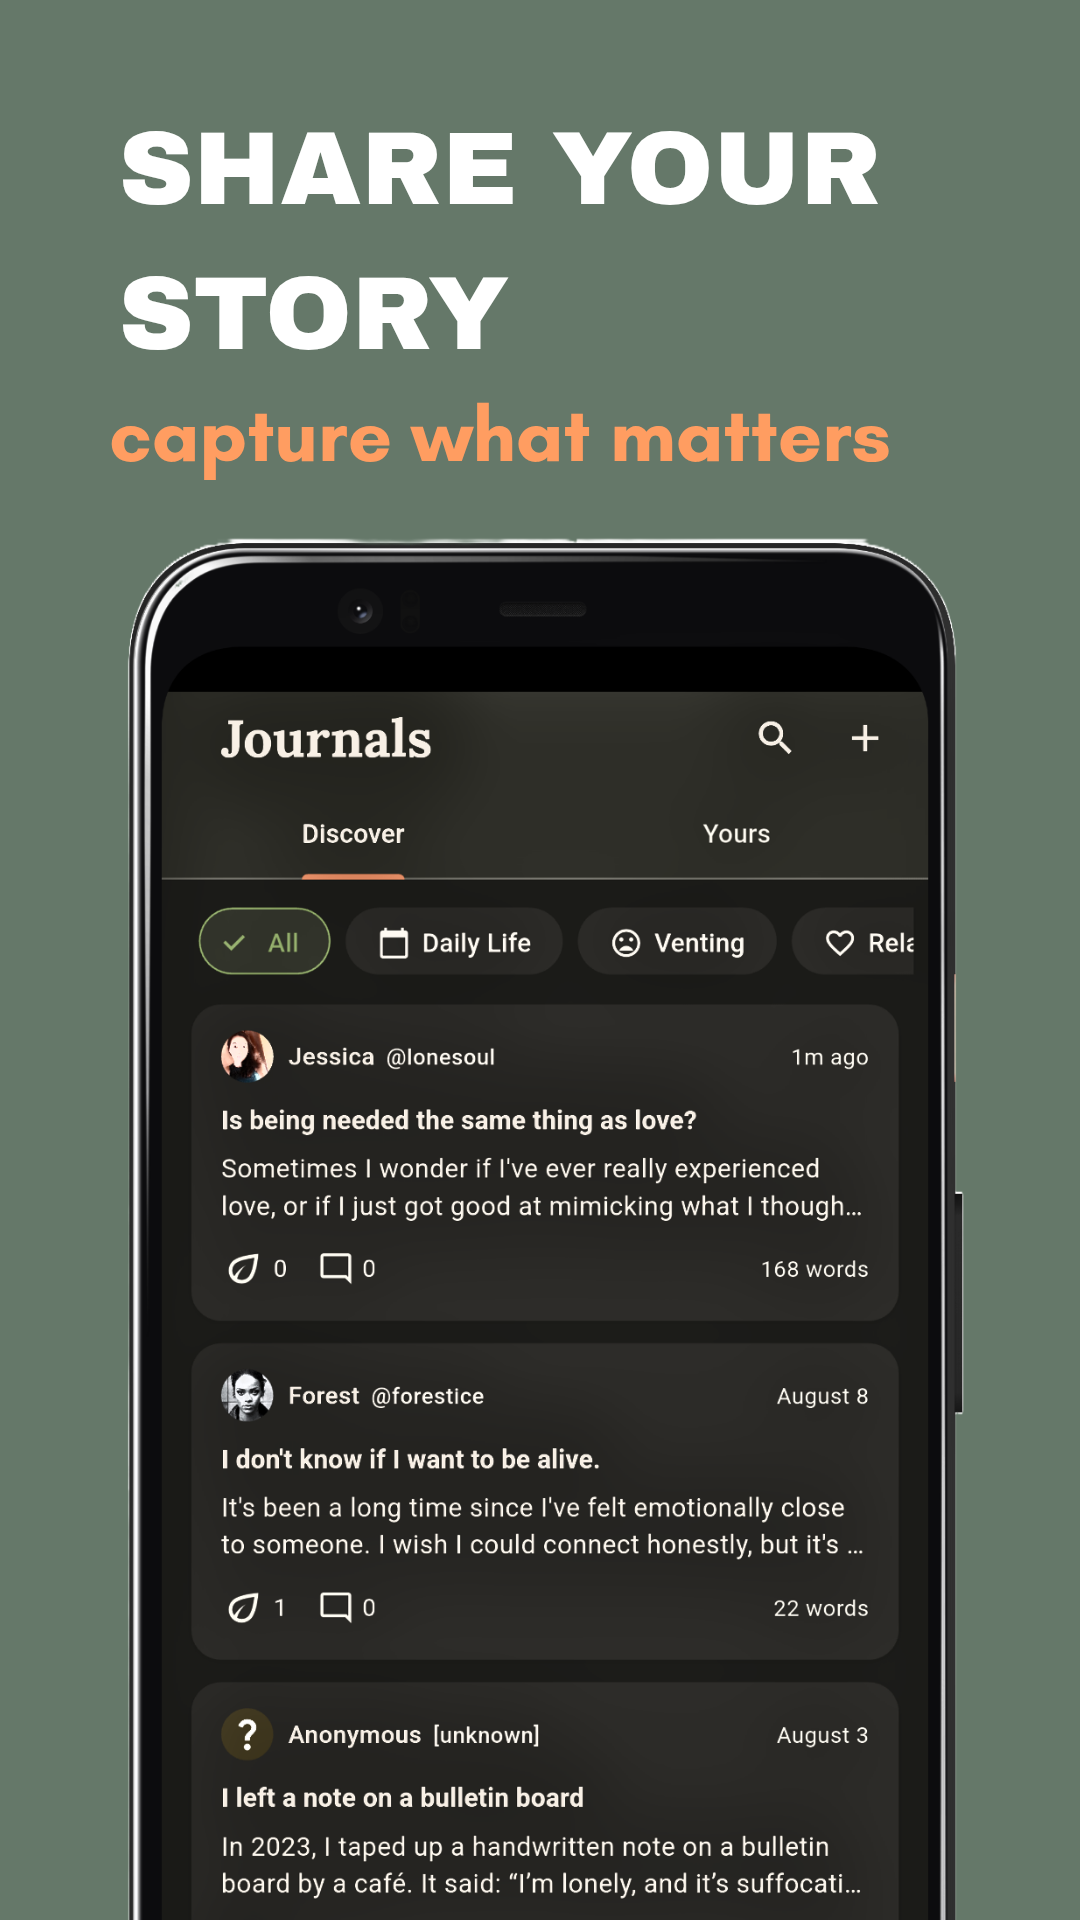 SHARE YOUR
STORY
capture what matters
Journals
Discover
Yours
All
Daily Life
Venting
Rela
Jessica @lonesoul
1m ago
Is being needed the same thing as love?
Sometimes I wonder if I've ever really experienced
love, or if I just got good at mimicking what I though...
0
0
168 words
Forest @forestice
August 8
I don't know if I want to be alive.
It's been a long time since I've felt emotionally close
to someone. I wish I could connect honestly, but it's ...
1
0
22 words
?
Anonymous [unknown]
August 3
I left a note on a bulletin board
In 2023, I taped up a handwritten note on a bulletin
board by a café. It said: “I’m lonely, and it’s suffocati...